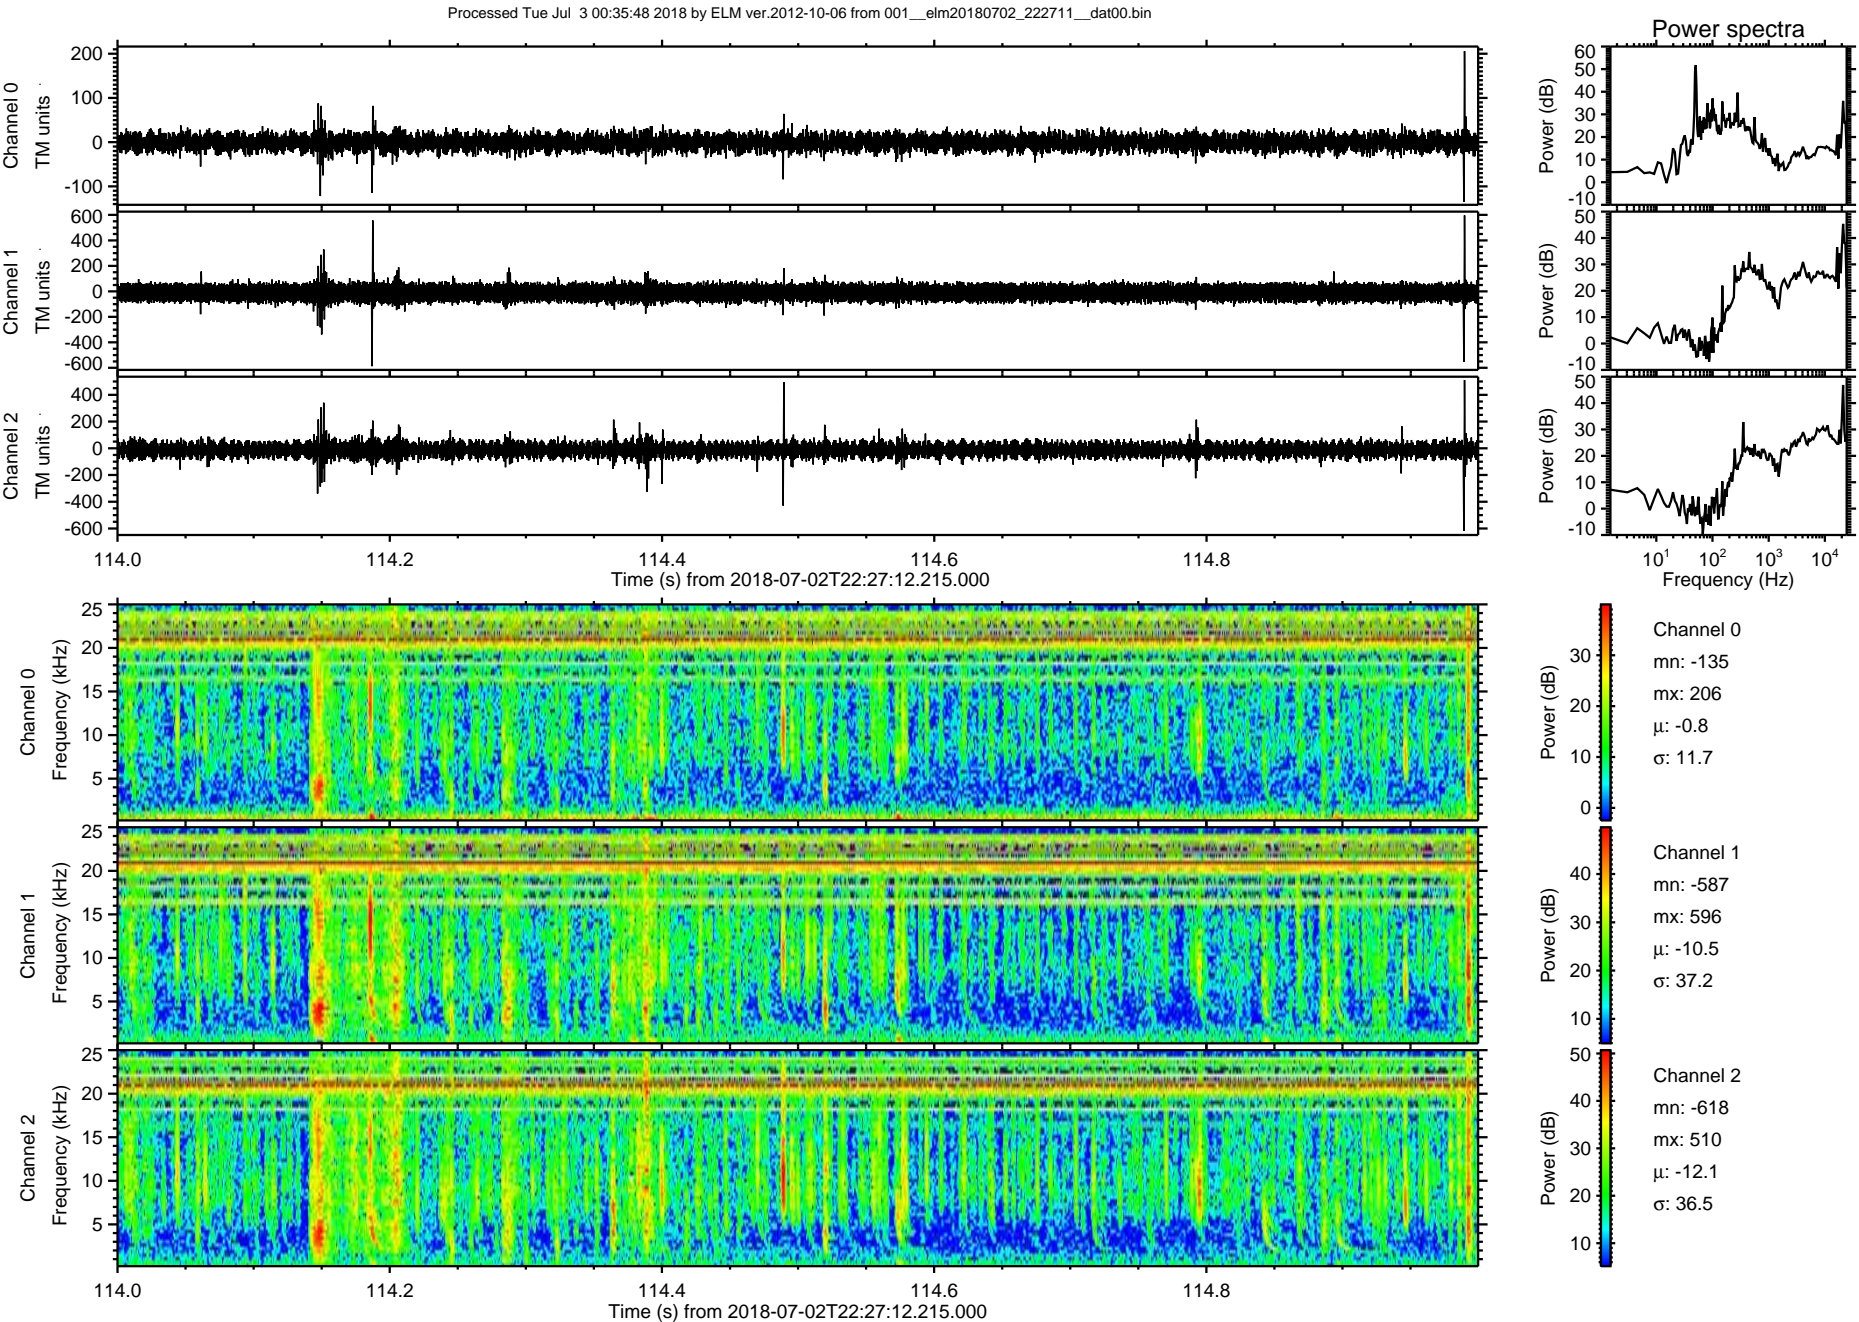 Processed Tue Jul 3 00:35:48 2018 by ELM ver.2012-10-06 from 001__elm20180702_222711__dat00.bin
Power spectra
Channel 0
TM units
200
100
0
-100
Power (dB)
60
50
40
30
20
10
0
-10
Channel 1
TM units
600
400
200
0
-200
-400
-600
Power (dB)
50
40
30
20
10
0
-10
Channel 2
TM units
400
200
0
-200
-400
-600
Power (dB)
50
40
30
20
10
0
-10
114.0 114.2 114.4 114.6 114.8
Time (s) from 2018-07-02T22:27:12.215.000
10¹ 10² 10³ 10⁴
Frequency (Hz)
Channel 0
Frequency (kHz)
25
20
15
10
5
Power (dB)
30
20
10
0
Channel 0
mn: -135
mx: 206
μ: -0.8
σ: 11.7
Channel 1
Frequency (kHz)
25
20
15
10
5
Power (dB)
40
30
20
10
Channel 1
mn: -587
mx: 596
μ: -10.5
σ: 37.2
Channel 2
Frequency (kHz)
25
20
15
10
5
Power (dB)
50
40
30
20
10
Channel 2
mn: -618
mx: 510
μ: -12.1
σ: 36.5
114.0 114.2 114.4 114.6 114.8
Time (s) from 2018-07-02T22:27:12.215.000